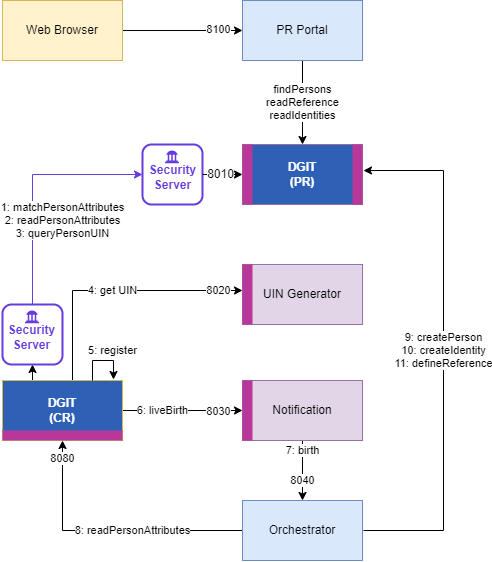 Web Browser
8100
PR Portal
findPersons
readReference
readIdentities
Security
Server
8010
DGIT
(PR)
1: matchPersonAttributes
2: readPersonAttributes
3: queryPersonUIN
4: get UIN
8020
UIN Generator
Security
Server
9: createPerson
10: createIdentity
11: defineReference
5: register
DGIT
(CR)
6: liveBirth
8030
Notification
7: birth
8080
8040
8: readPersonAttributes
Orchestrator